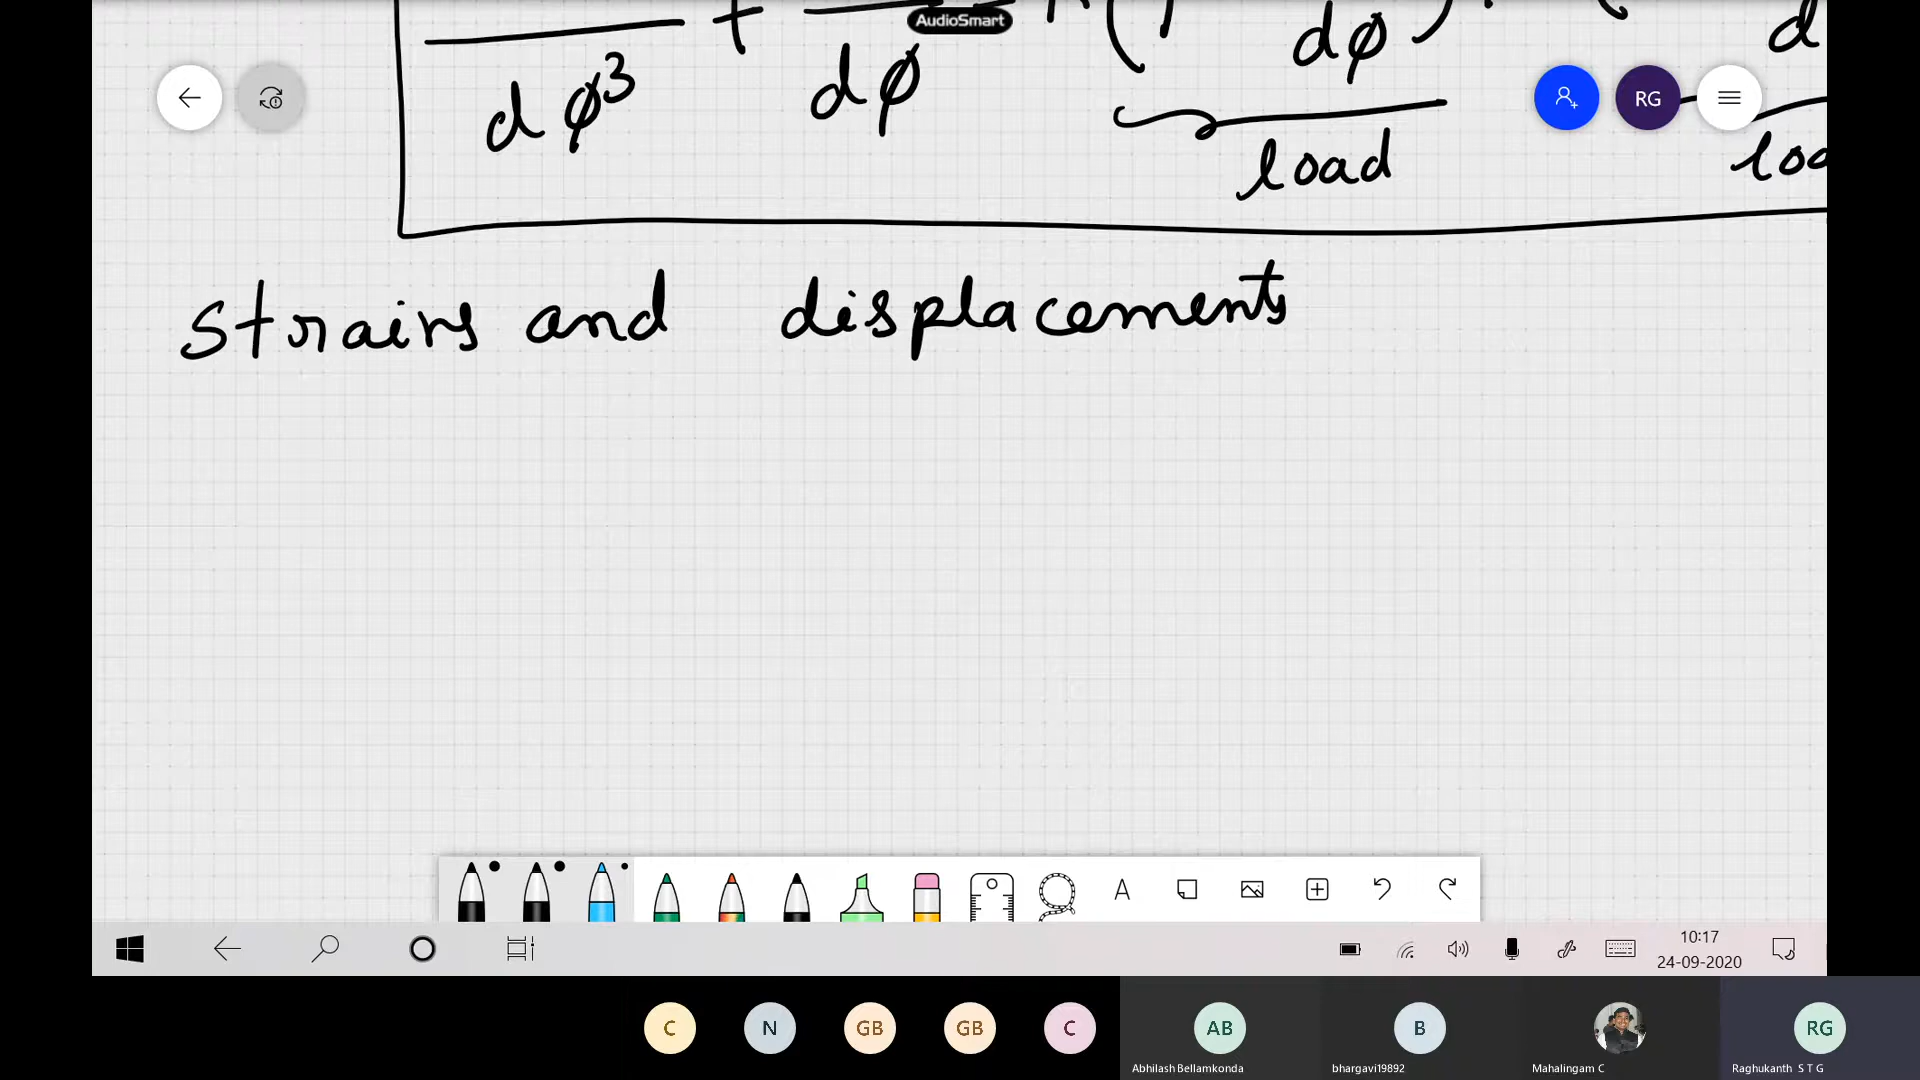 AudioSmart
dφ³ + dφ dφ d
load
RG
strains and displacements
A
10:17
24-09-2020
C N GB GB C AB B RG
Abhilash Bellamkonda bhargavi19892 Mahalingam C Raghukanth S T G